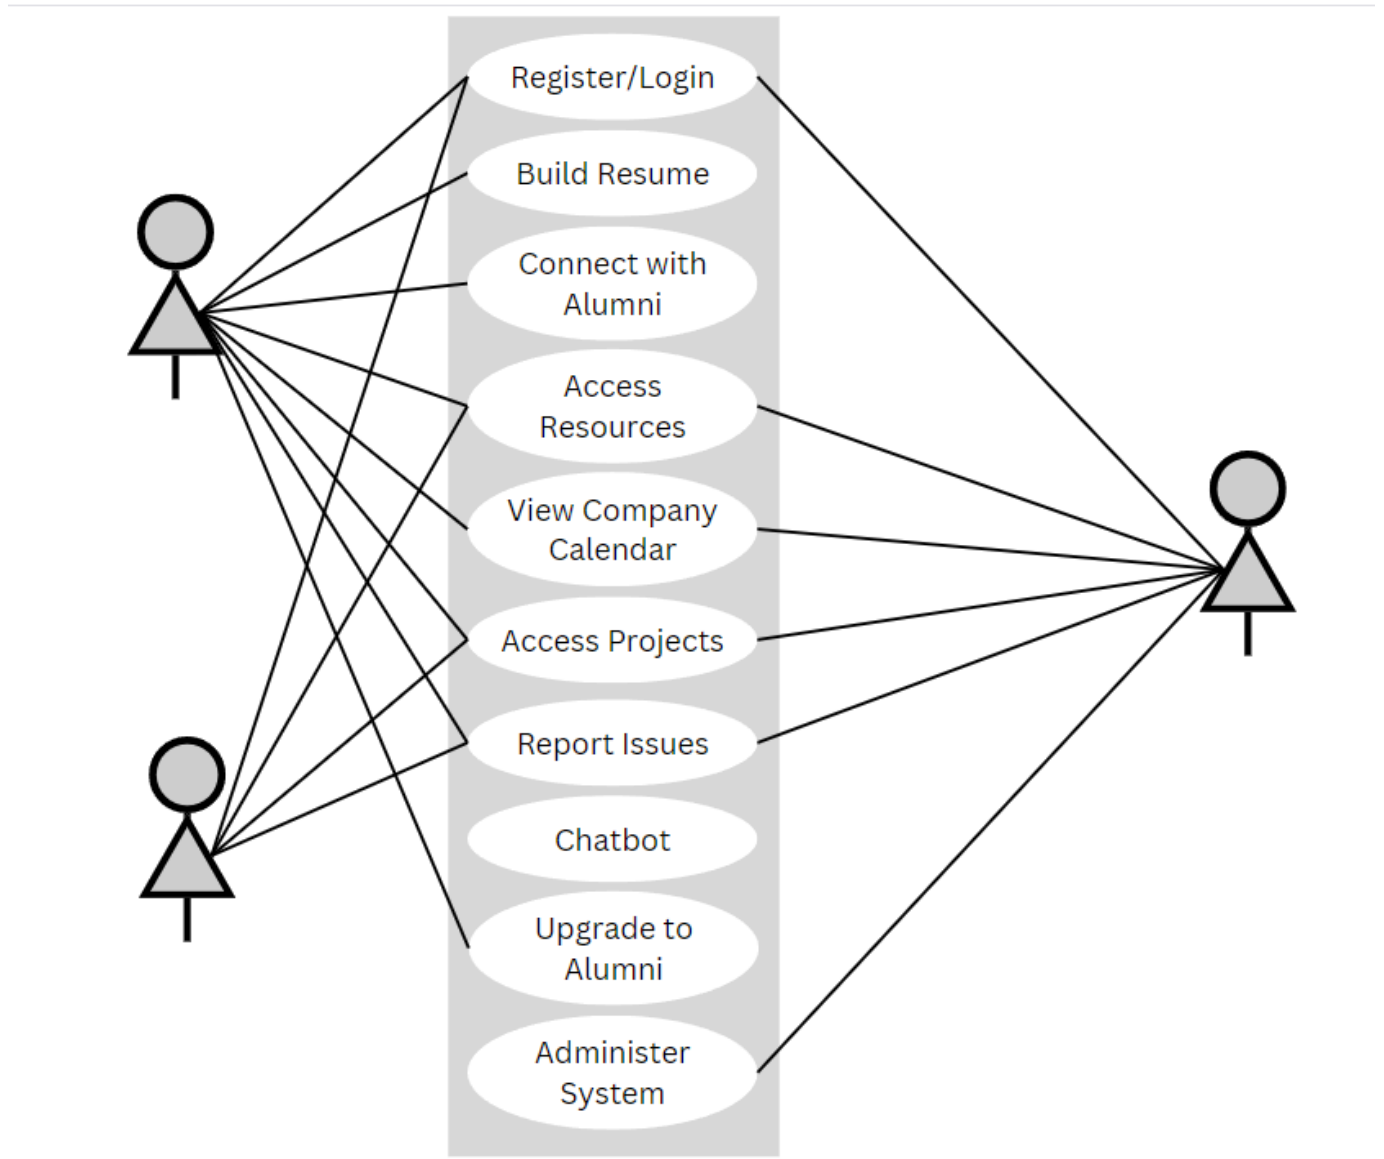 Register/Login
Build Resume
Connect with
Alumni
Access
Resources
View Company
Calendar
Access Projects
Report Issues
Chatbot
Upgrade to
Alumni
Administer
System